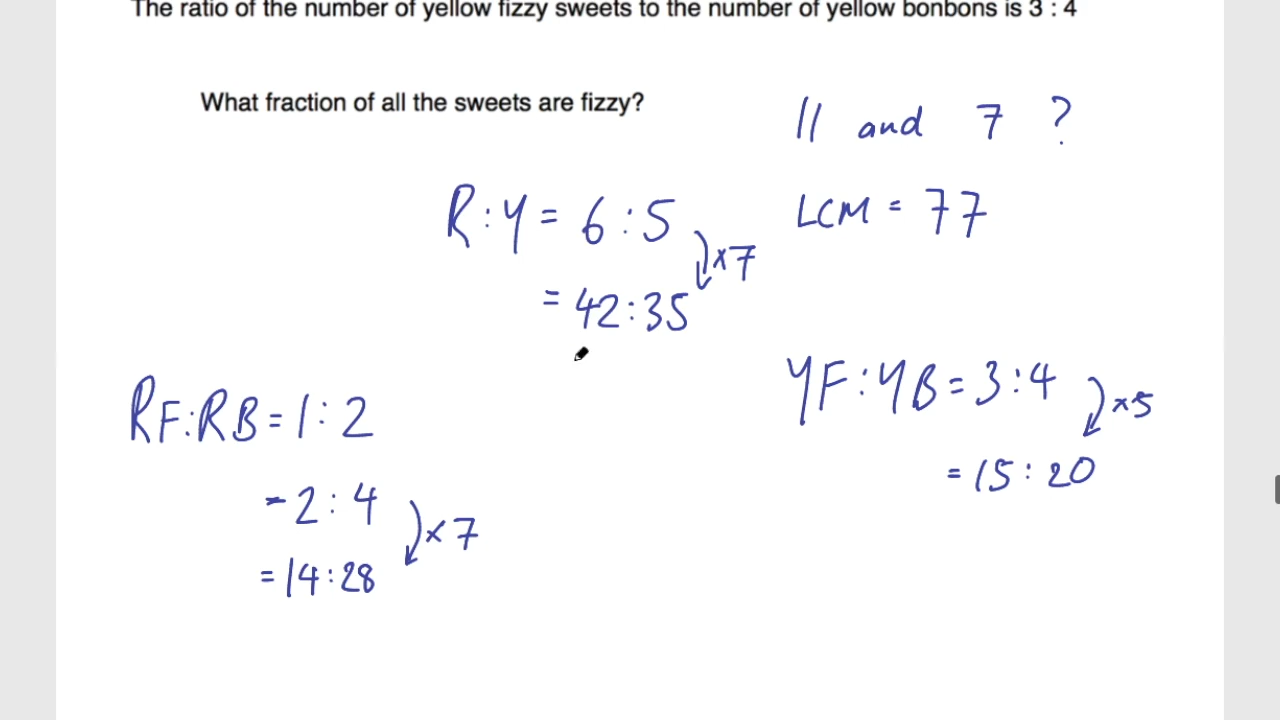 The ratio of the number of yellow fizzy sweets to the number of yellow bonbons is 3 : 4
What fraction of all the sweets are fizzy?
11 and 7 ?
LCM = 77
R:Y = 6:5
×7
= 42:35
RF:RB = 1:2
- 2:4
×7
= 14:28
YF:YB = 3:4
×5
= 15:20